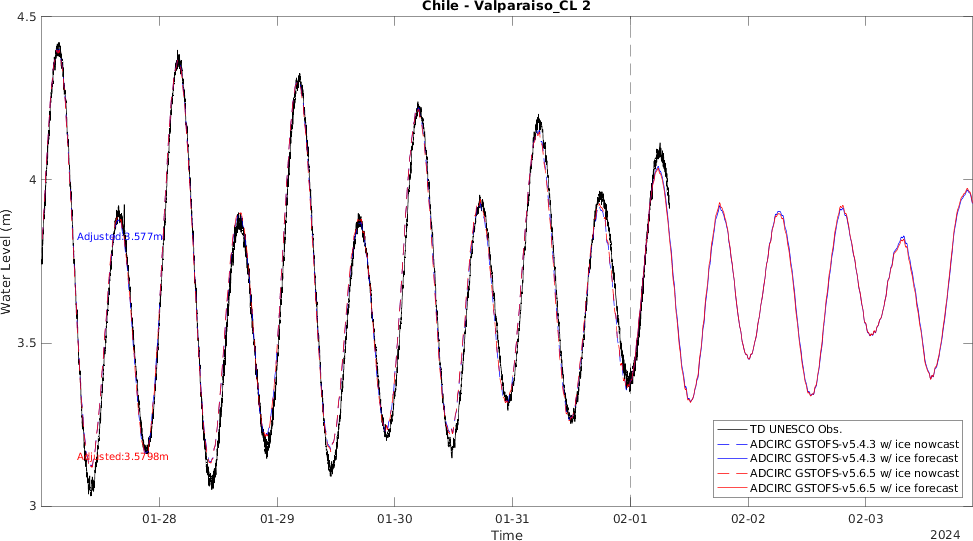 Chile - Valparaiso_CL 2
4.5
4
3.5
3
Water Level (m)
Adjusted:3.577m
Adjusted:3.5798m
TD UNESCO Obs.
ADCIRC GSTOFS-v5.4.3 w/ ice nowcast
ADCIRC GSTOFS-v5.4.3 w/ ice forecast
ADCIRC GSTOFS-v5.6.5 w/ ice nowcast
ADCIRC GSTOFS-v5.6.5 w/ ice forecast
01-28 01-29 01-30 01-31 02-01 02-02 02-03
Time
2024